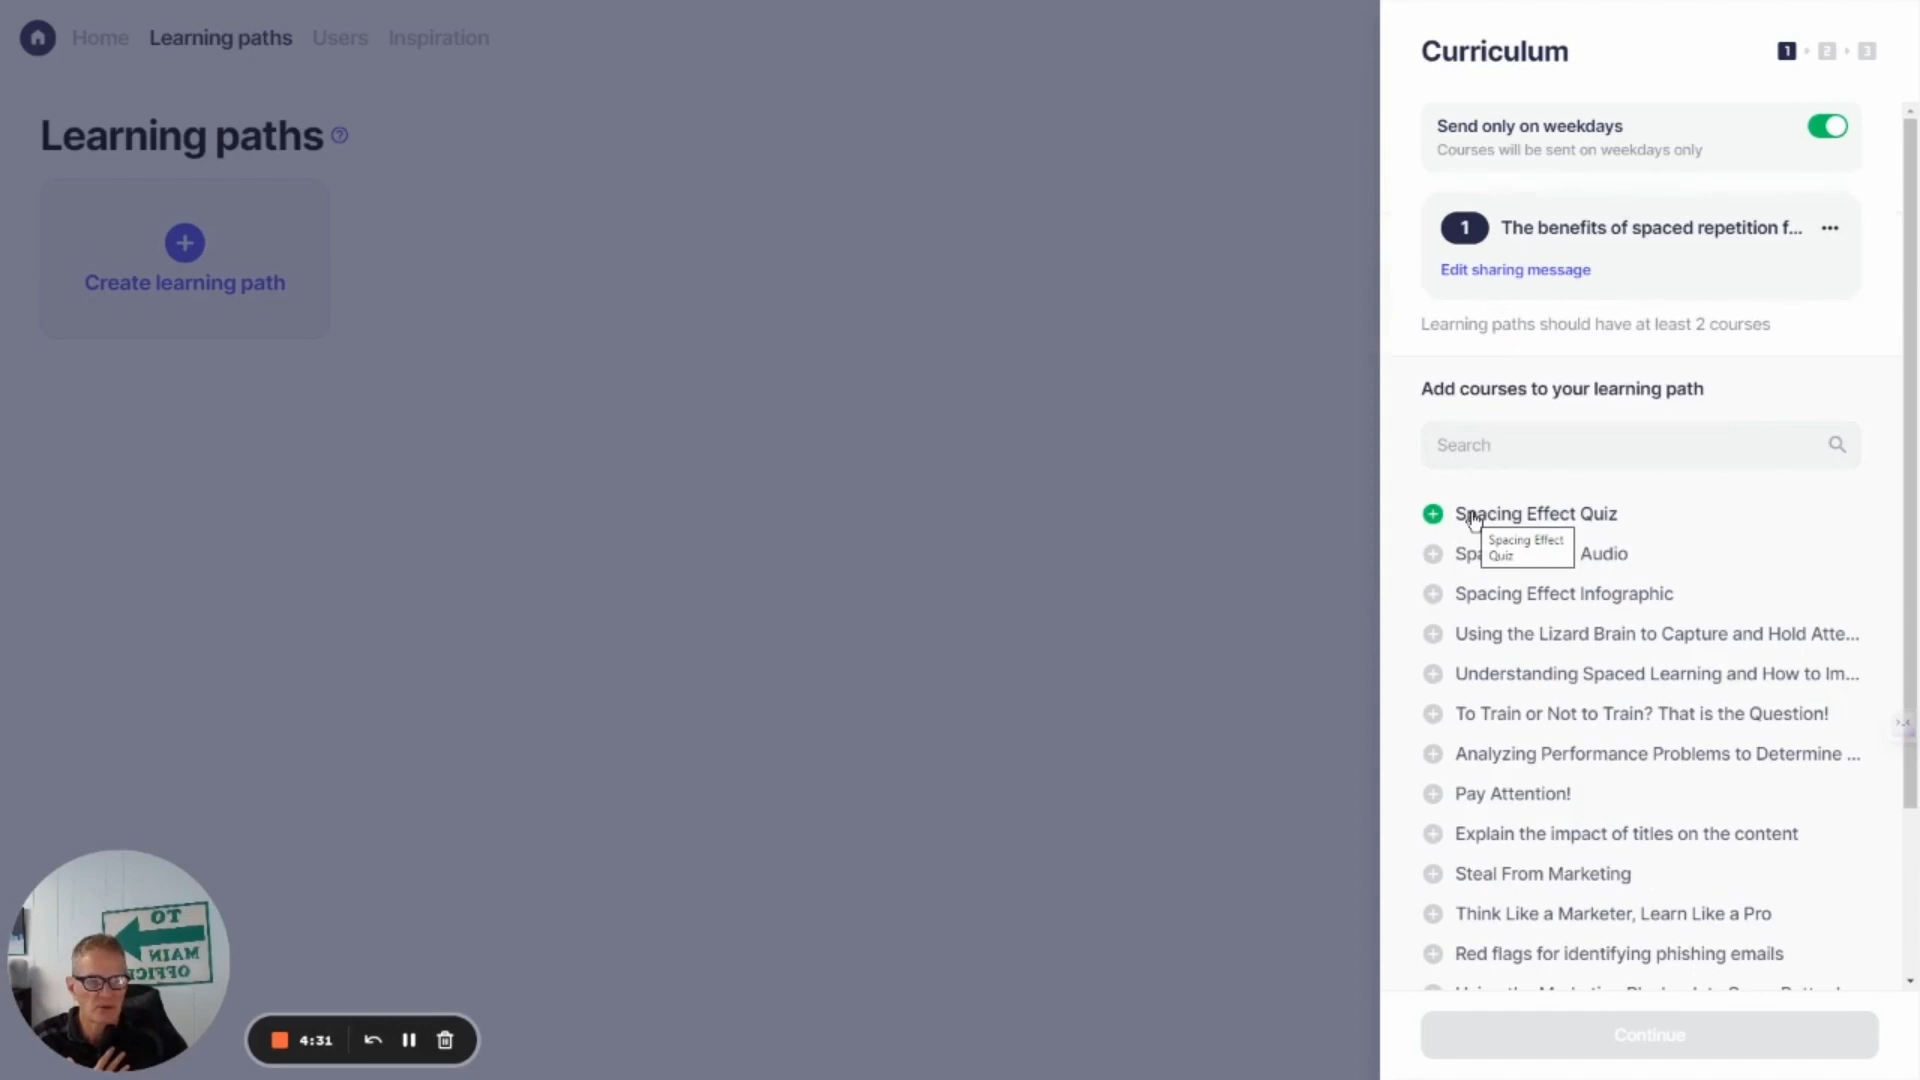 Home Learning paths Users Inspiration
Learning paths
Create learning path
Curriculum
1 2 3
Send only on weekdays
Courses will be sent on weekdays only
1 The benefits of spaced repetition f...
Edit sharing message
Learning paths should have at least 2 courses
Add courses to your learning path
Search
Spacing Effect Quiz
Spacing Effect
Quiz
Audio
Spacing Effect Infographic
Using the Lizard Brain to Capture and Hold Atte...
Understanding Spaced Learning and How to Im...
To Train or Not to Train? That is the Question!
Analyzing Performance Problems to Determine ...
Pay Attention!
Explain the impact of titles on the content
Steal From Marketing
Think Like a Marketer, Learn Like a Pro
Red flags for identifying phishing emails
Continue
TO
MAIN
OFFICE
4:31